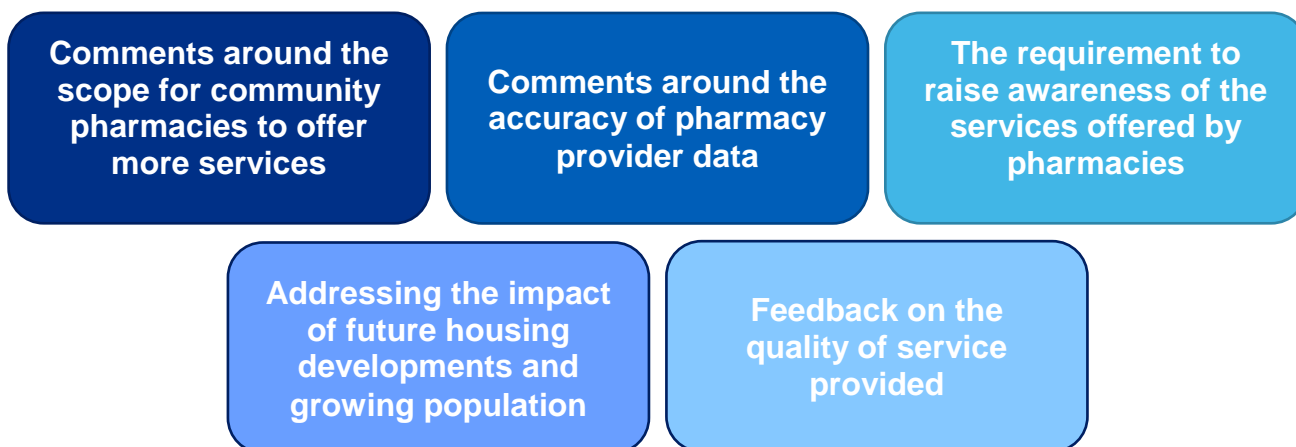 Comments around the
scope for community
pharmacies to offer
more services
Comments around the
accuracy of pharmacy
provider data
The requirement to
raise awareness of the
services offered by
pharmacies
Addressing the impact
of future housing
developments and
growing population
Feedback on the
quality of service
provided